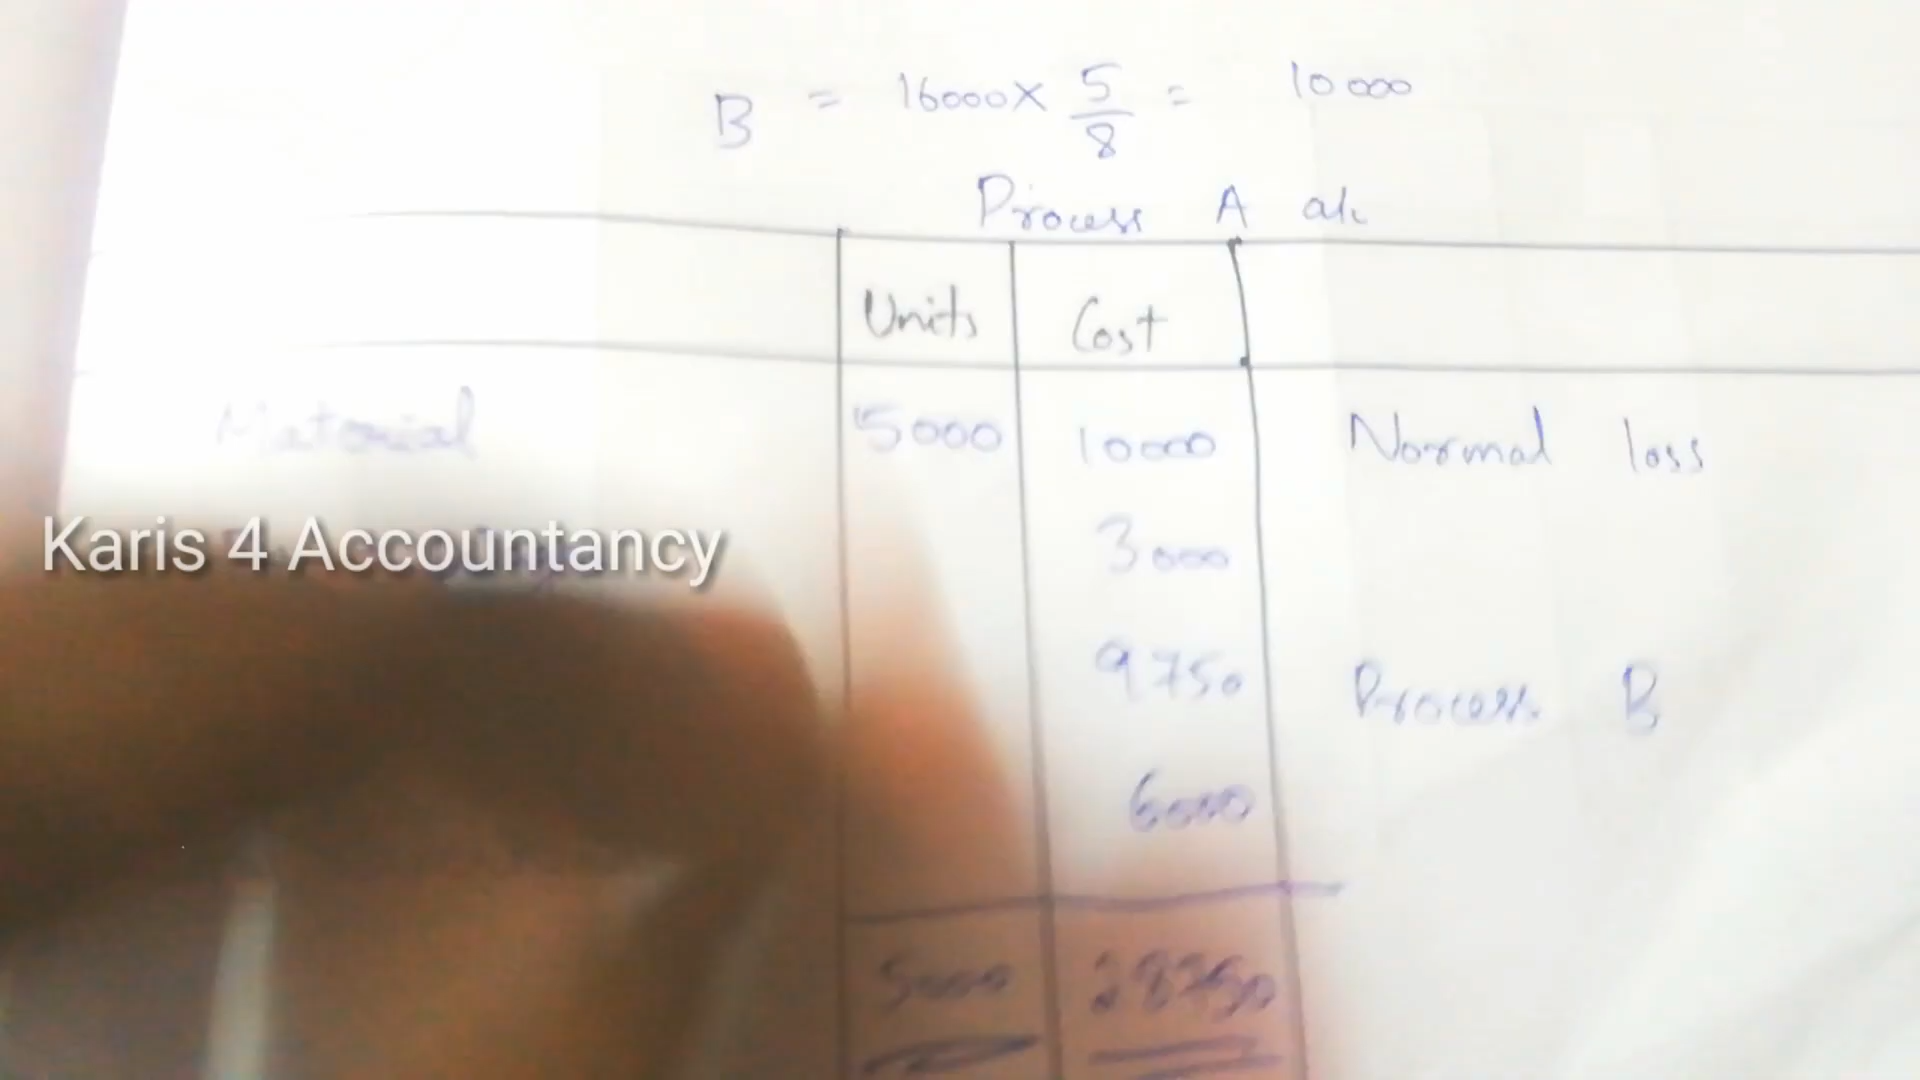 B = 16000 x 5/8 = 10000
Process A a/c
Units Cost
Material 5000 10000 Normal loss
Karis 4 Accountancy
3000
9750 Process B
6000
5000 28750